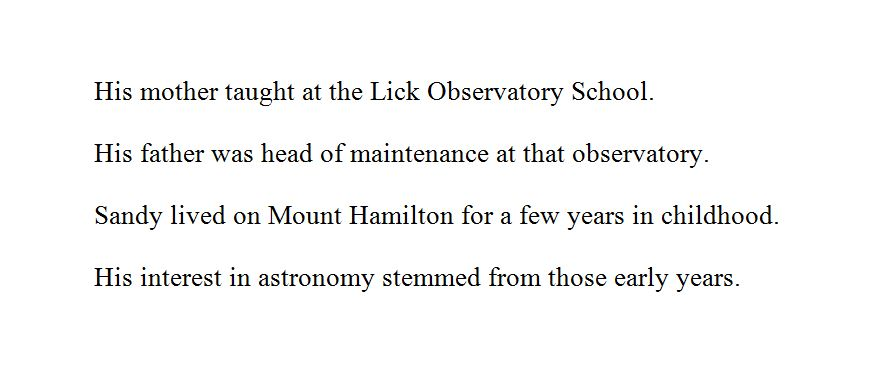 His mother taught at the Lick Observatory School.
His father was head of maintenance at that observatory.
Sandy lived on Mount Hamilton for a few years in childhood.
His interest in astronomy stemmed from those early years.